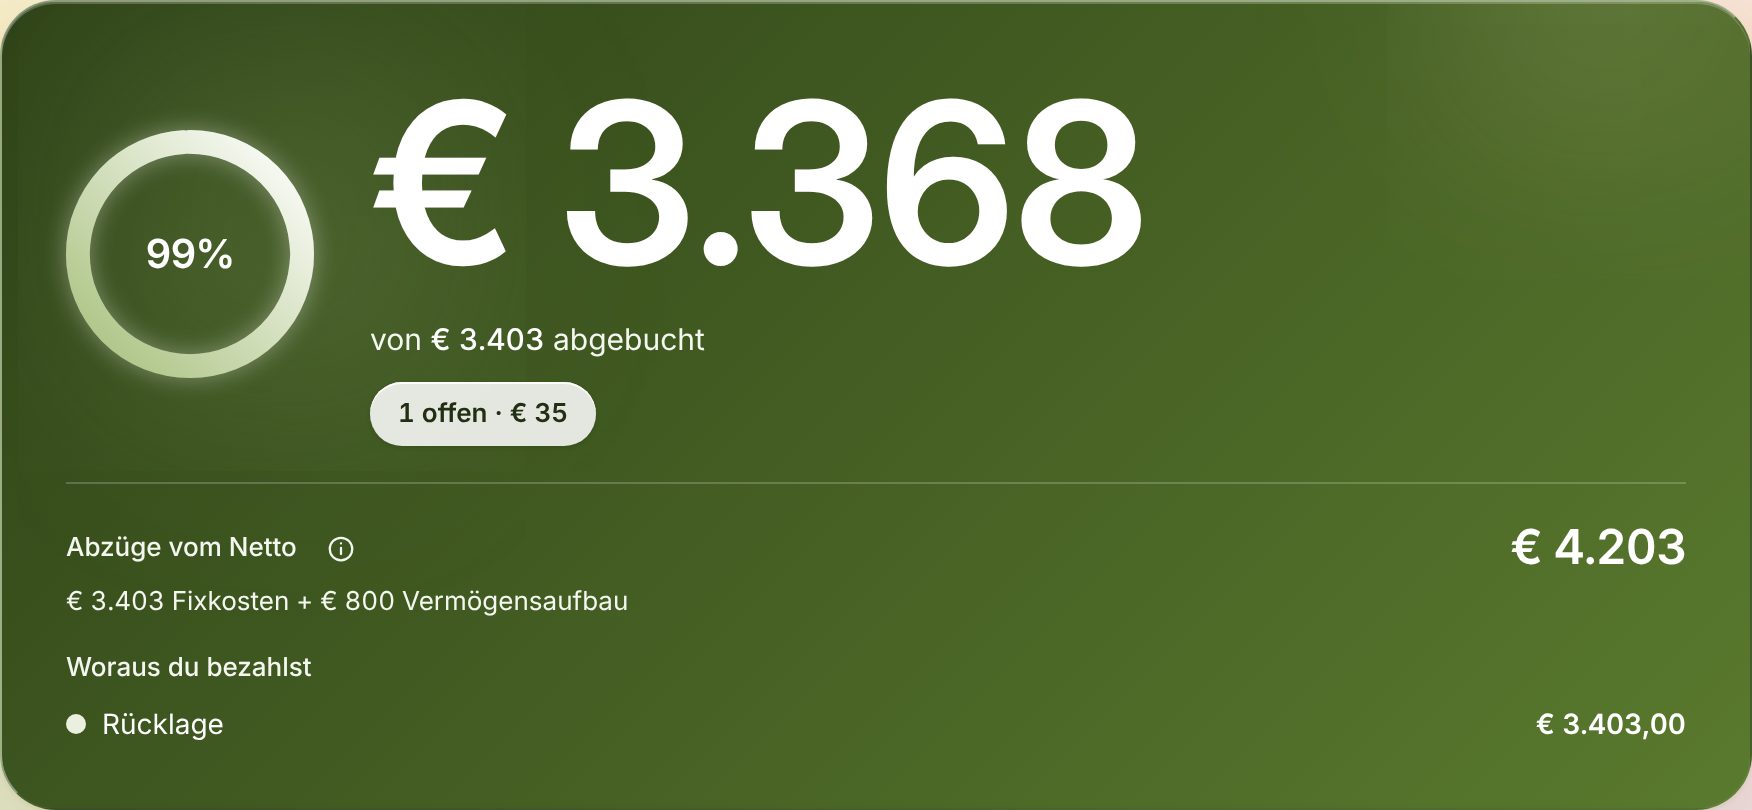 99%
€ 3.368
von € 3.403 abgebucht
1 offen · € 35
Abzüge vom Netto
€ 4.203
€ 3.403 Fixkosten + € 800 Vermögensaufbau
Woraus du bezahlst
Rücklage
€ 3.403,00